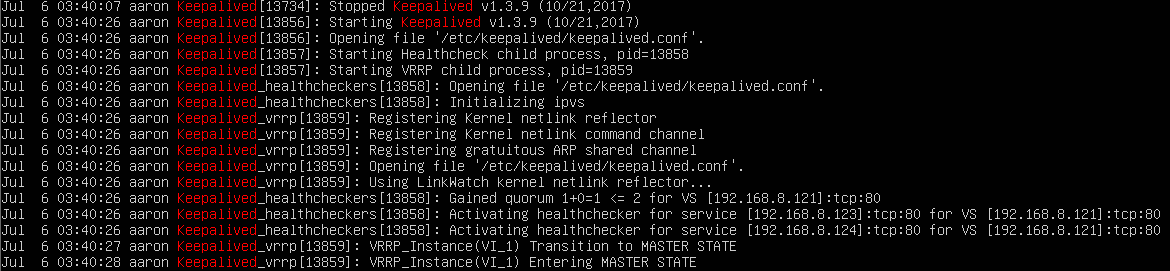 Jul  6 03:40:07 aaron Keepalived[13734]: Stopped Keepalived v1.3.9 (10/21,2017)
Jul  6 03:40:26 aaron Keepalived[13856]: Starting Keepalived v1.3.9 (10/21,2017)
Jul  6 03:40:26 aaron Keepalived[13856]: Opening file '/etc/keepalived/keepalived.conf'.
Jul  6 03:40:26 aaron Keepalived[13857]: Starting Healthcheck child process, pid=13858
Jul  6 03:40:26 aaron Keepalived[13857]: Starting VRRP child process, pid=13859
Jul  6 03:40:26 aaron Keepalived_healthcheckers[13858]: Opening file '/etc/keepalived/keepalived.conf'.
Jul  6 03:40:26 aaron Keepalived_healthcheckers[13858]: Initializing ipvs
Jul  6 03:40:26 aaron Keepalived_vrrp[13859]: Registering Kernel netlink reflector
Jul  6 03:40:26 aaron Keepalived_vrrp[13859]: Registering Kernel netlink command channel
Jul  6 03:40:26 aaron Keepalived_vrrp[13859]: Registering gratuitous ARP shared channel
Jul  6 03:40:26 aaron Keepalived_vrrp[13859]: Opening file '/etc/keepalived/keepalived.conf'.
Jul  6 03:40:26 aaron Keepalived_vrrp[13859]: Using LinkWatch kernel netlink reflector...
Jul  6 03:40:26 aaron Keepalived_healthcheckers[13858]: Gained quorum 1+0=1 <= 2 for VS [192.168.8.121]:tcp:80
Jul  6 03:40:26 aaron Keepalived_healthcheckers[13858]: Activating healthchecker for service [192.168.8.123]:tcp:80 for VS [192.168.8.121]:tcp:80
Jul  6 03:40:26 aaron Keepalived_healthcheckers[13858]: Activating healthchecker for service [192.168.8.124]:tcp:80 for VS [192.168.8.121]:tcp:80
Jul  6 03:40:27 aaron Keepalived_vrrp[13859]: VRRP_Instance(VI_1) Transition to MASTER STATE
Jul  6 03:40:28 aaron Keepalived_vrrp[13859]: VRRP_Instance(VI_1) Entering MASTER STATE